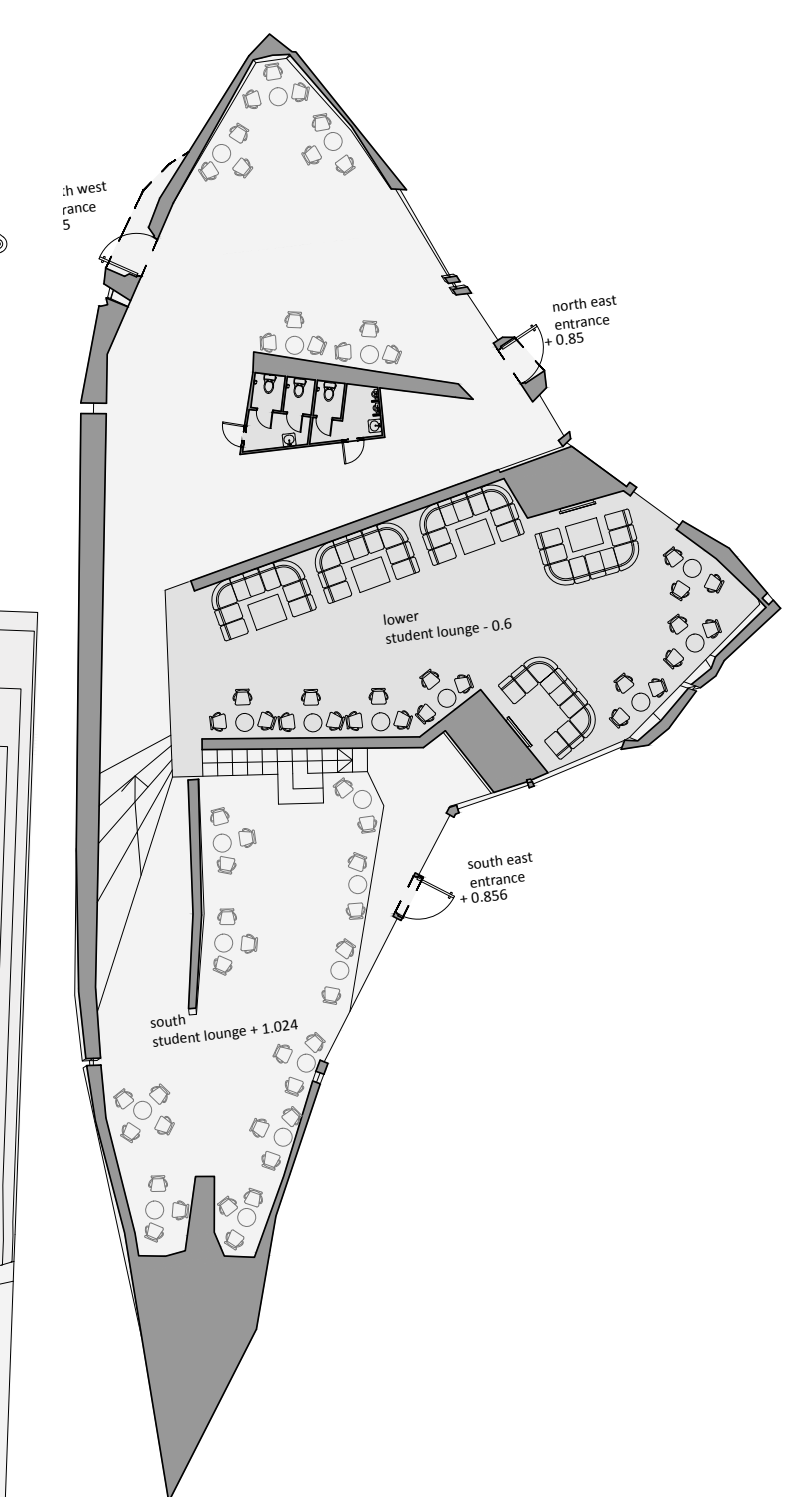 th west
rance
5
north east
entrance
+ 0.85
lower
student lounge - 0.6
south east
entrance
+ 0.856
south
student lounge + 1.024